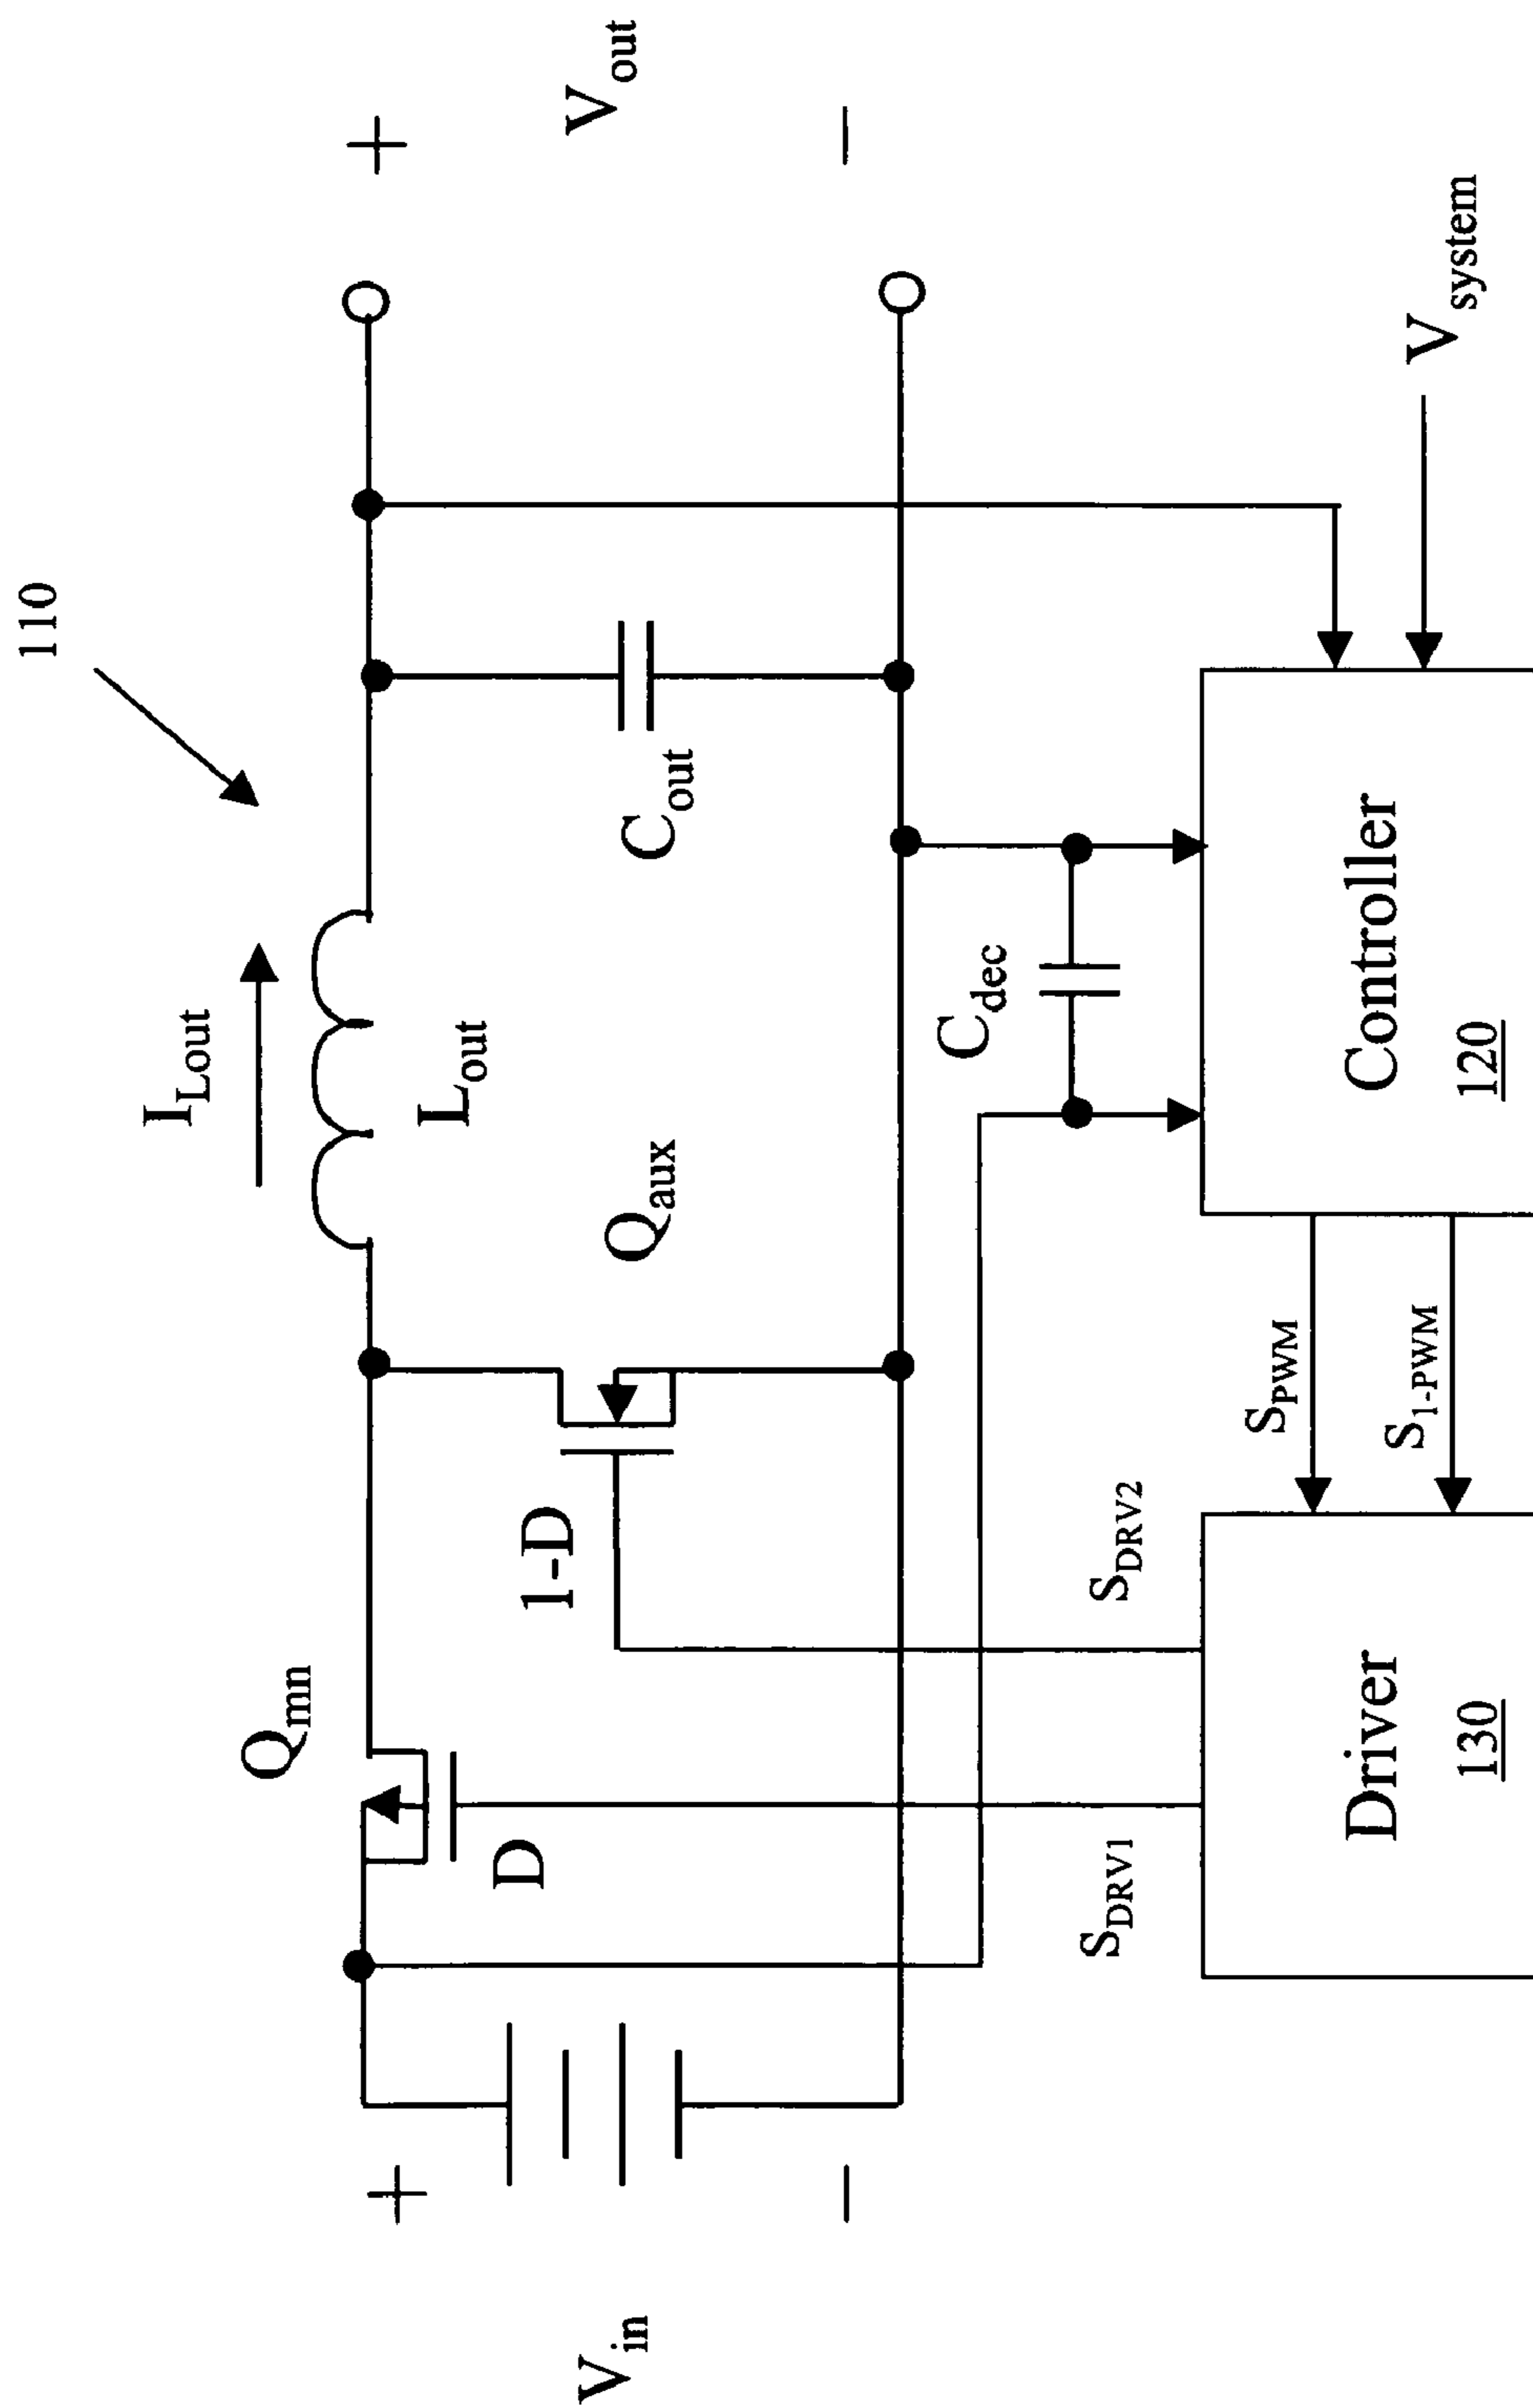 110
I_Lout
L_out
Q_mn
D
1-D
Q_aux
C_out
+
V_in
−
+
V_out
−
C_dec
S_DRV1
S_DRV2
S_PWM
S_1-PWM
Driver
130
Controller
120
V_system